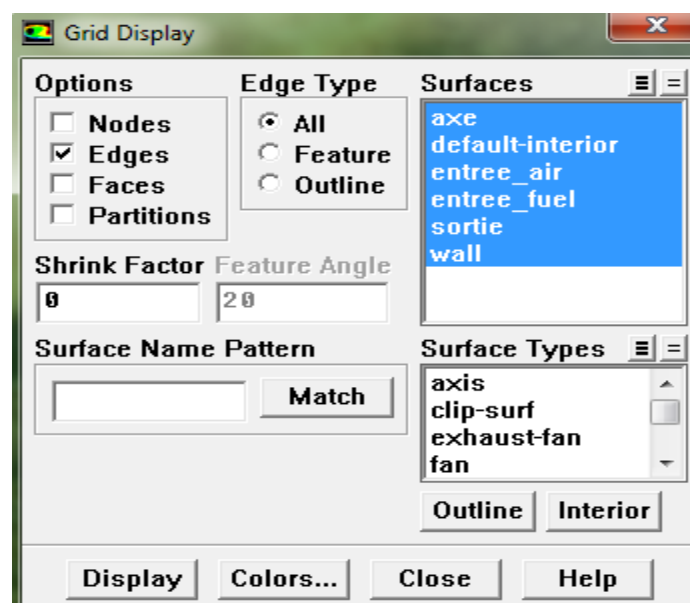 Grid Display
Options
Nodes
Edges
Faces
Partitions
Edge Type
All
Feature
Outline
Surfaces
axe
default-interior
entree_air
entree_fuel
sortie
wall
Shrink Factor
0
Feature Angle
20
Surface Name Pattern
Match
Surface Types
axis
clip-surf
exhaust-fan
fan
Outline
Interior
Display
Colors...
Close
Help